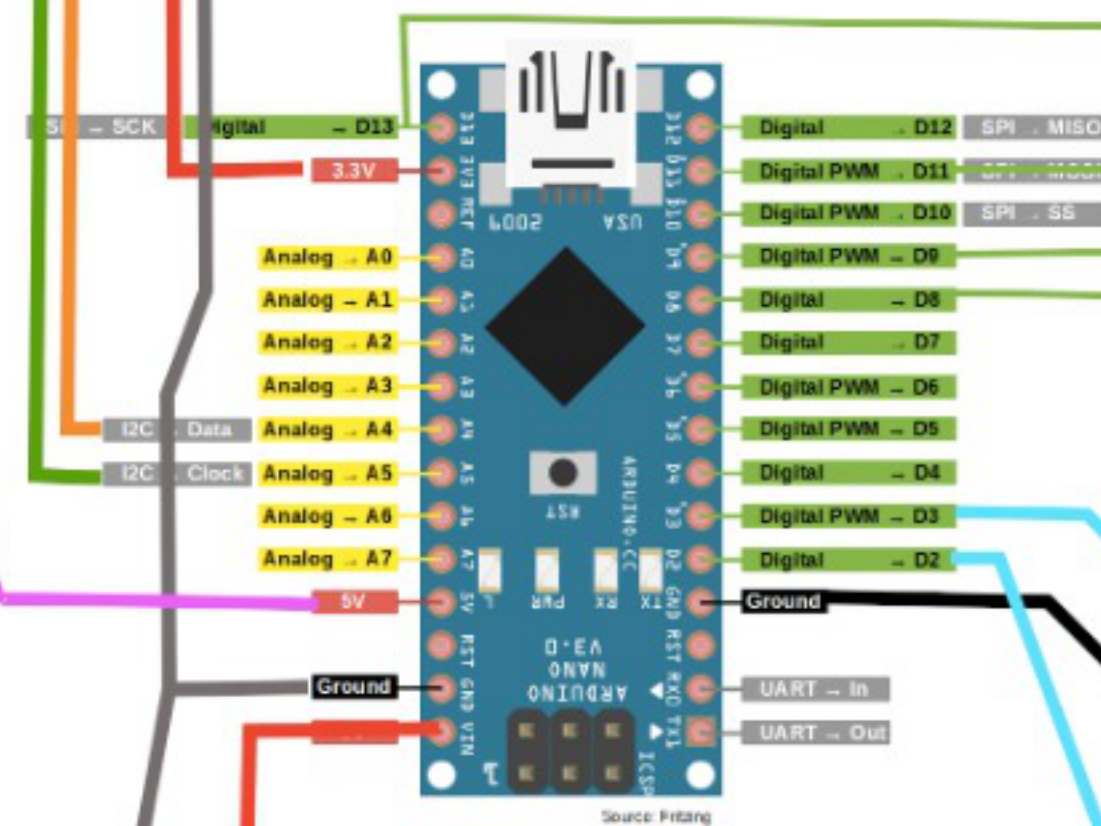 SPI → SCK Digital → D13
3.3V
Analog → A0
Analog → A1
Analog → A2
Analog → A3
I2C → Data Analog → A4
I2C → Clock Analog → A5
Analog → A6
Analog → A7
5V
Ground
D13
3V3
REF
A0
A1
A2
A3
A4
A5
A6
A7
5V
RST
GND
VIN
2009 USA
RST
ARDUINO.CC
L PWR RX TX
ARDUINO
NANO
V3.0
1
ICSP
D12
D11
D10
D9
D8
D7
D6
D5
D4
D3
D2
GND
RST
RX0
TX1
Digital → D12 SPI → MISO
Digital PWM → D11 SPI →
Digital PWM → D10 SPI → SS
Digital PWM → D9
Digital → D8
Digital → D7
Digital PWM → D6
Digital PWM → D5
Digital → D4
Digital PWM → D3
Digital → D2
Ground
UART → In
UART → Out
Source: Fritzing